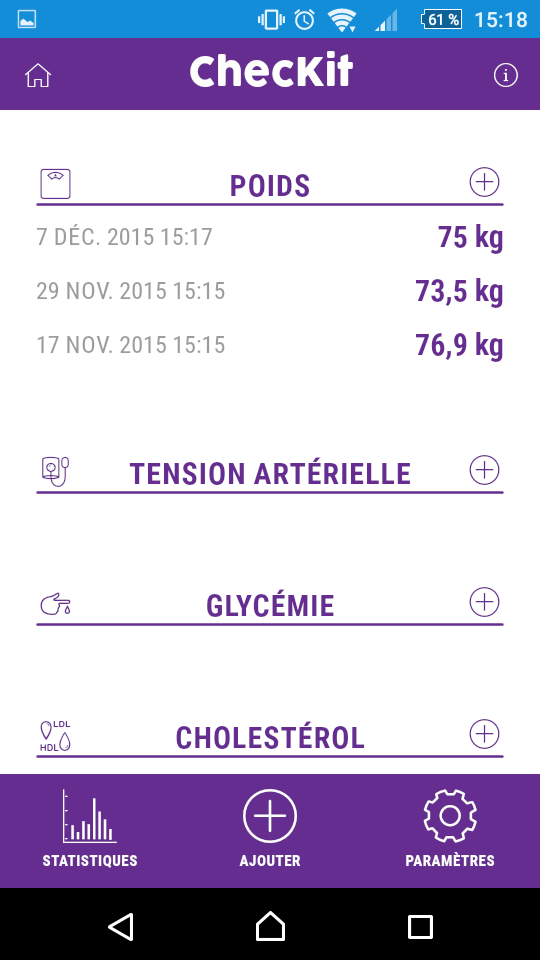 61 % 15:18
ChecKit
POIDS
7 DÉC. 2015 15:17 75 kg
29 NOV. 2015 15:15 73,5 kg
17 NOV. 2015 15:15 76,9 kg
TENSION ARTÉRIELLE
GLYCÉMIE
LDL
HDL
CHOLESTÉROL
STATISTIQUES AJOUTER PARAMÈTRES